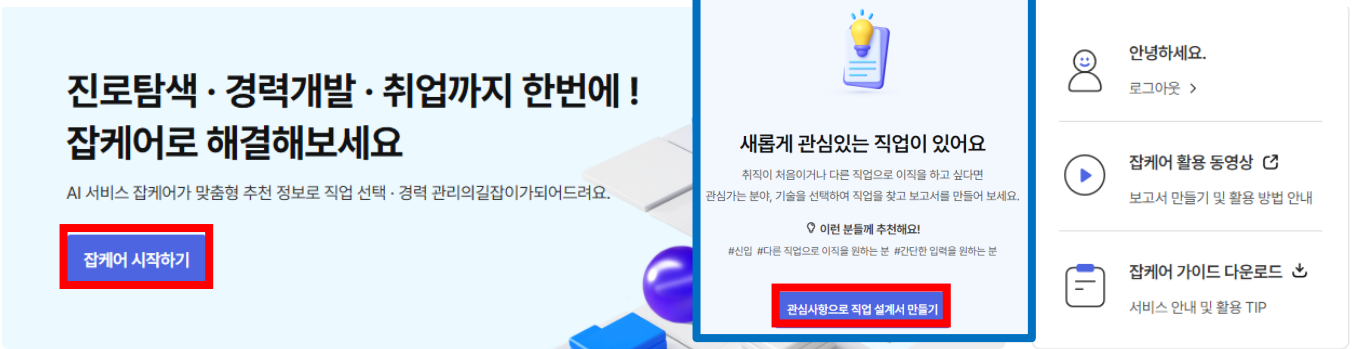 진로탐색 · 경력개발 · 취업까지 한번에 !
잡케어로 해결해보세요
AI 서비스 잡케어가 맞춤형 추천 정보로 직업 선택 · 경력 관리의길잡이가되어드려요.
잡케어 시작하기
새롭게 관심있는 직업이 있어요
취직이 처음이거나 다른 직업으로 이직을 하고 싶다면
관심가는 분야, 기술을 선택하여 직업을 찾고 보고서를 만들어 보세요.
이런 분들께 추천해요!
#신입 #다른 직업으로 이직을 원하는 분 #간단한 입력을 원하는 분
관심사항으로 직업 설계서 만들기
안녕하세요.
로그아웃 >
잡케어 활용 동영상
보고서 만들기 및 활용 방법 안내
잡케어 가이드 다운로드
서비스 안내 및 활용 TIP